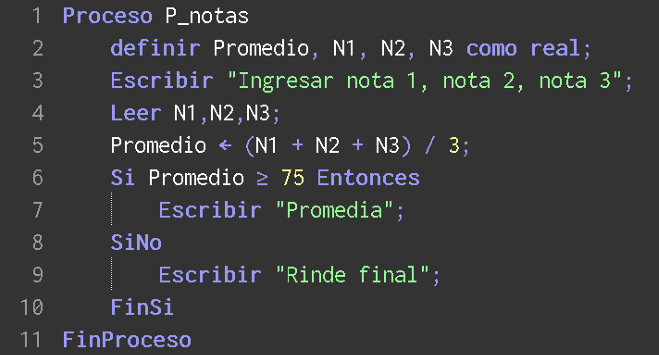 1 Proceso P_notas
2 definir Promedio, N1, N2, N3 como real;
3 Escribir "Ingresar nota 1, nota 2, nota 3";
4 Leer N1,N2,N3;
5 Promedio ← (N1 + N2 + N3) / 3;
6 Si Promedio ≥ 75 Entonces
7 Escribir "Promedia";
8 SiNo
9 Escribir "Rinde final";
10 FinSi
11 FinProceso